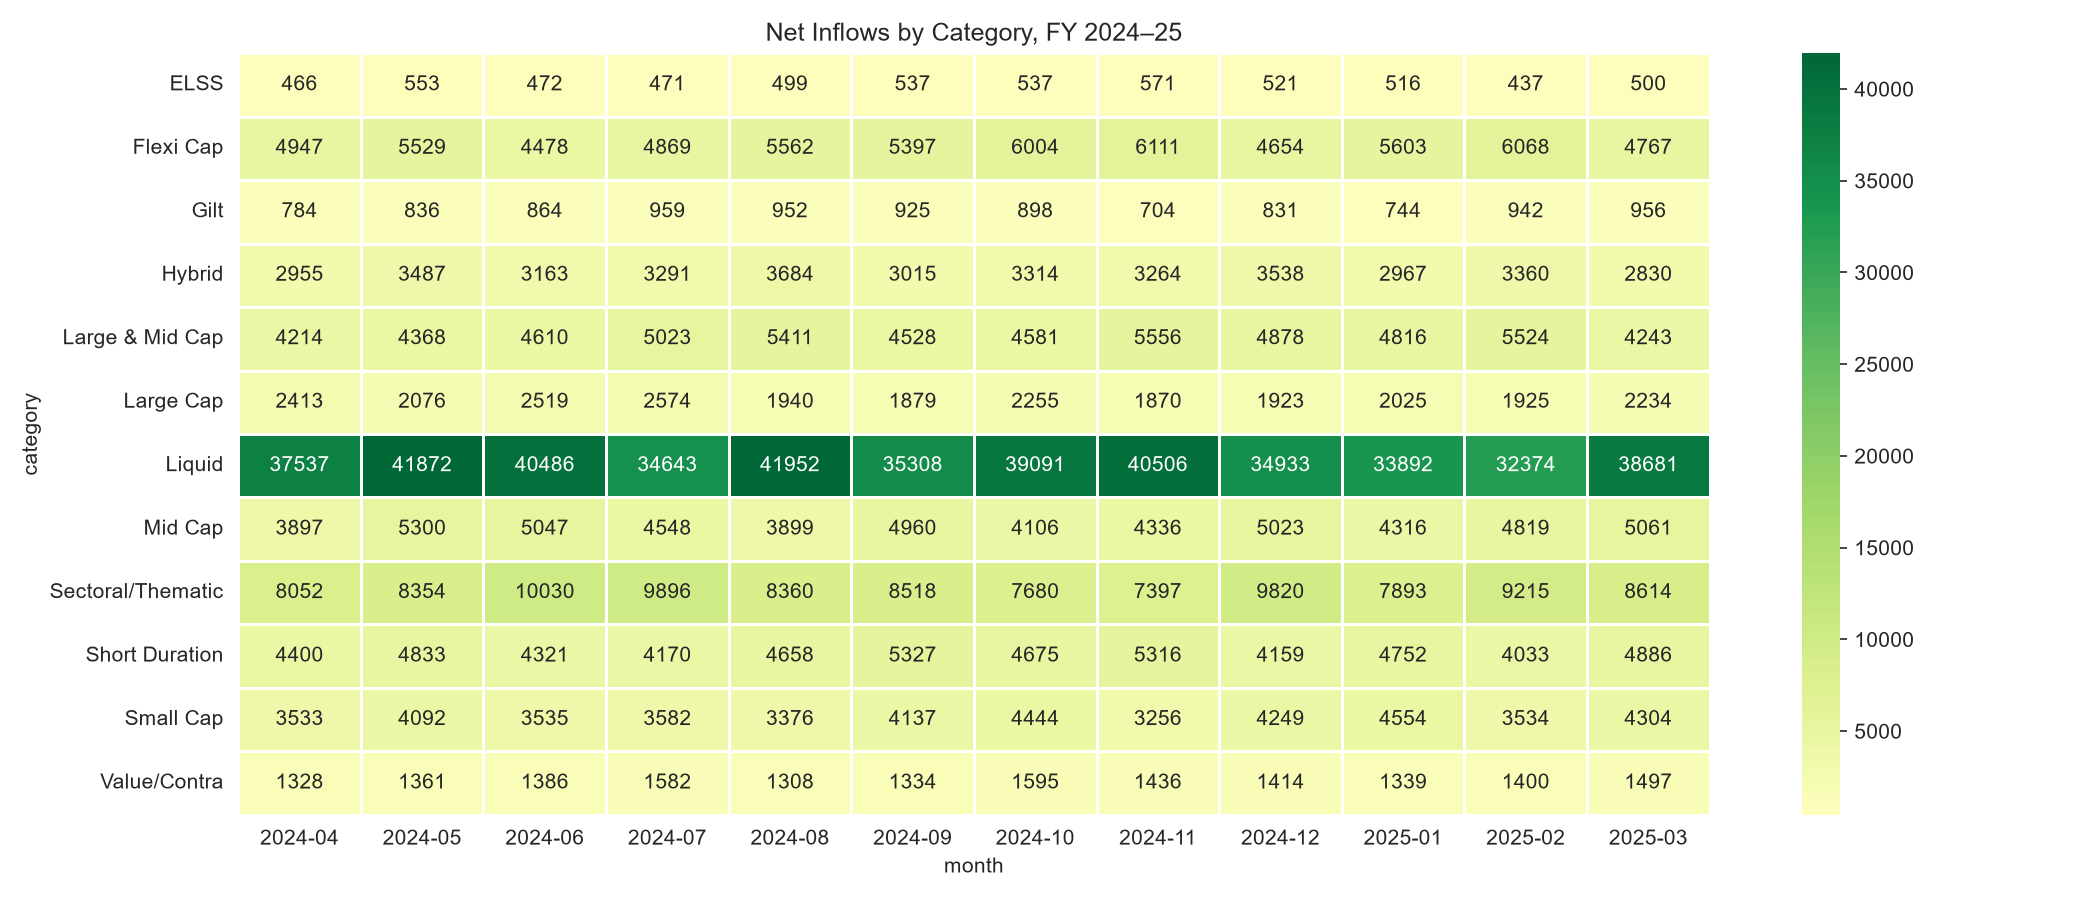 Net Inflows by Category, FY 2024–25
category
ELSS 466 553 472 471 499 537 537 571 521 516 437 500
Flexi Cap 4947 5529 4478 4869 5562 5397 6004 6111 4654 5603 6068 4767
Gilt 784 836 864 959 952 925 898 704 831 744 942 956
Hybrid 2955 3487 3163 3291 3684 3015 3314 3264 3538 2967 3360 2830
Large & Mid Cap 4214 4368 4610 5023 5411 4528 4581 5556 4878 4816 5524 4243
Large Cap 2413 2076 2519 2574 1940 1879 2255 1870 1923 2025 1925 2234
Liquid 37537 41872 40486 34643 41952 35308 39091 40506 34933 33892 32374 38681
Mid Cap 3897 5300 5047 4548 3899 4960 4106 4336 5023 4316 4819 5061
Sectoral/Thematic 8052 8354 10030 9896 8360 8518 7680 7397 9820 7893 9215 8614
Short Duration 4400 4833 4321 4170 4658 5327 4675 5316 4159 4752 4033 4886
Small Cap 3533 4092 3535 3582 3376 4137 4444 3256 4249 4554 3534 4304
Value/Contra 1328 1361 1386 1582 1308 1334 1595 1436 1414 1339 1400 1497
2024-04 2024-05 2024-06 2024-07 2024-08 2024-09 2024-10 2024-11 2024-12 2025-01 2025-02 2025-03
month
40000
35000
30000
25000
20000
15000
10000
5000